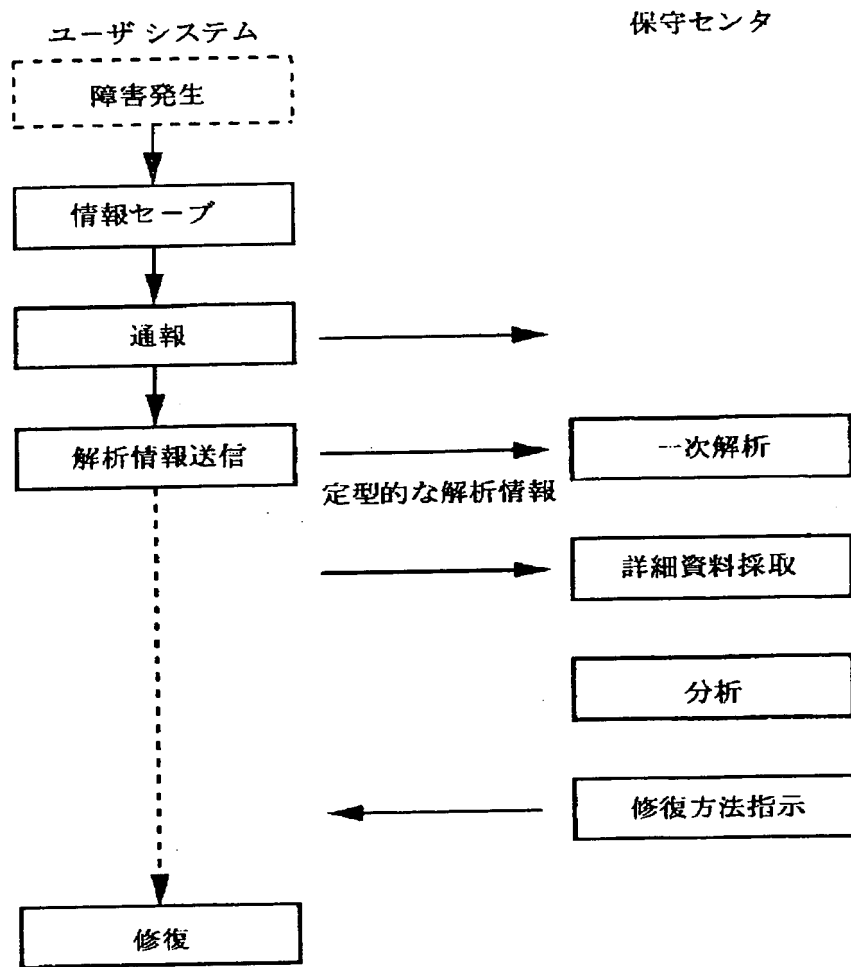 ユーザシステム
保守センタ
障害発生
情報セーブ
通報
解析情報送信
一次解析
定型的な解析情報
詳細資料採取
分析
修復方法指示
修復